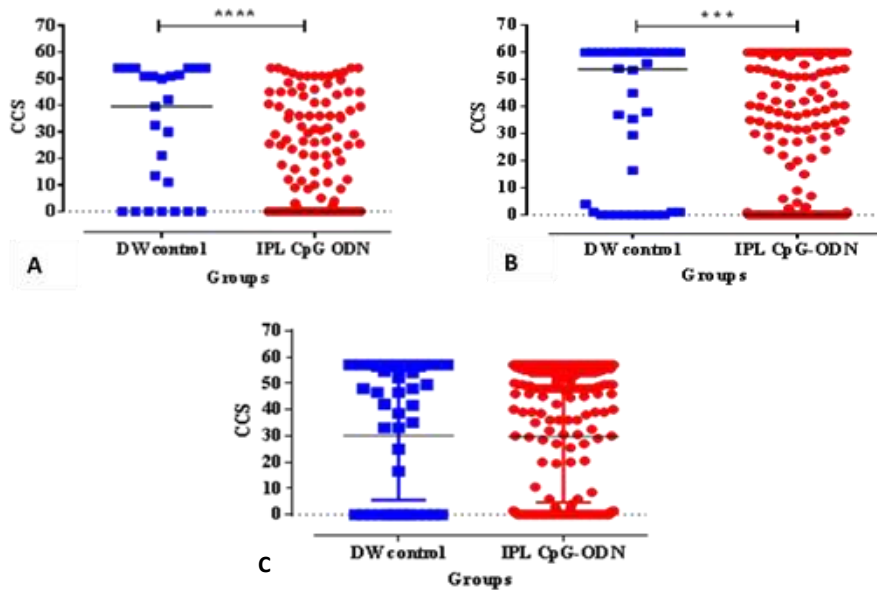 ****
70
60
50
40
30
20
10
0
CCS
DW control IPL CpG ODN
Groups
A
***
70
60
50
40
30
20
10
0
CCS
DW control IPL CpG-ODN
Groups
B
70
60
50
40
30
20
10
0
CCS
DW control IPL CpG-ODN
Groups
C